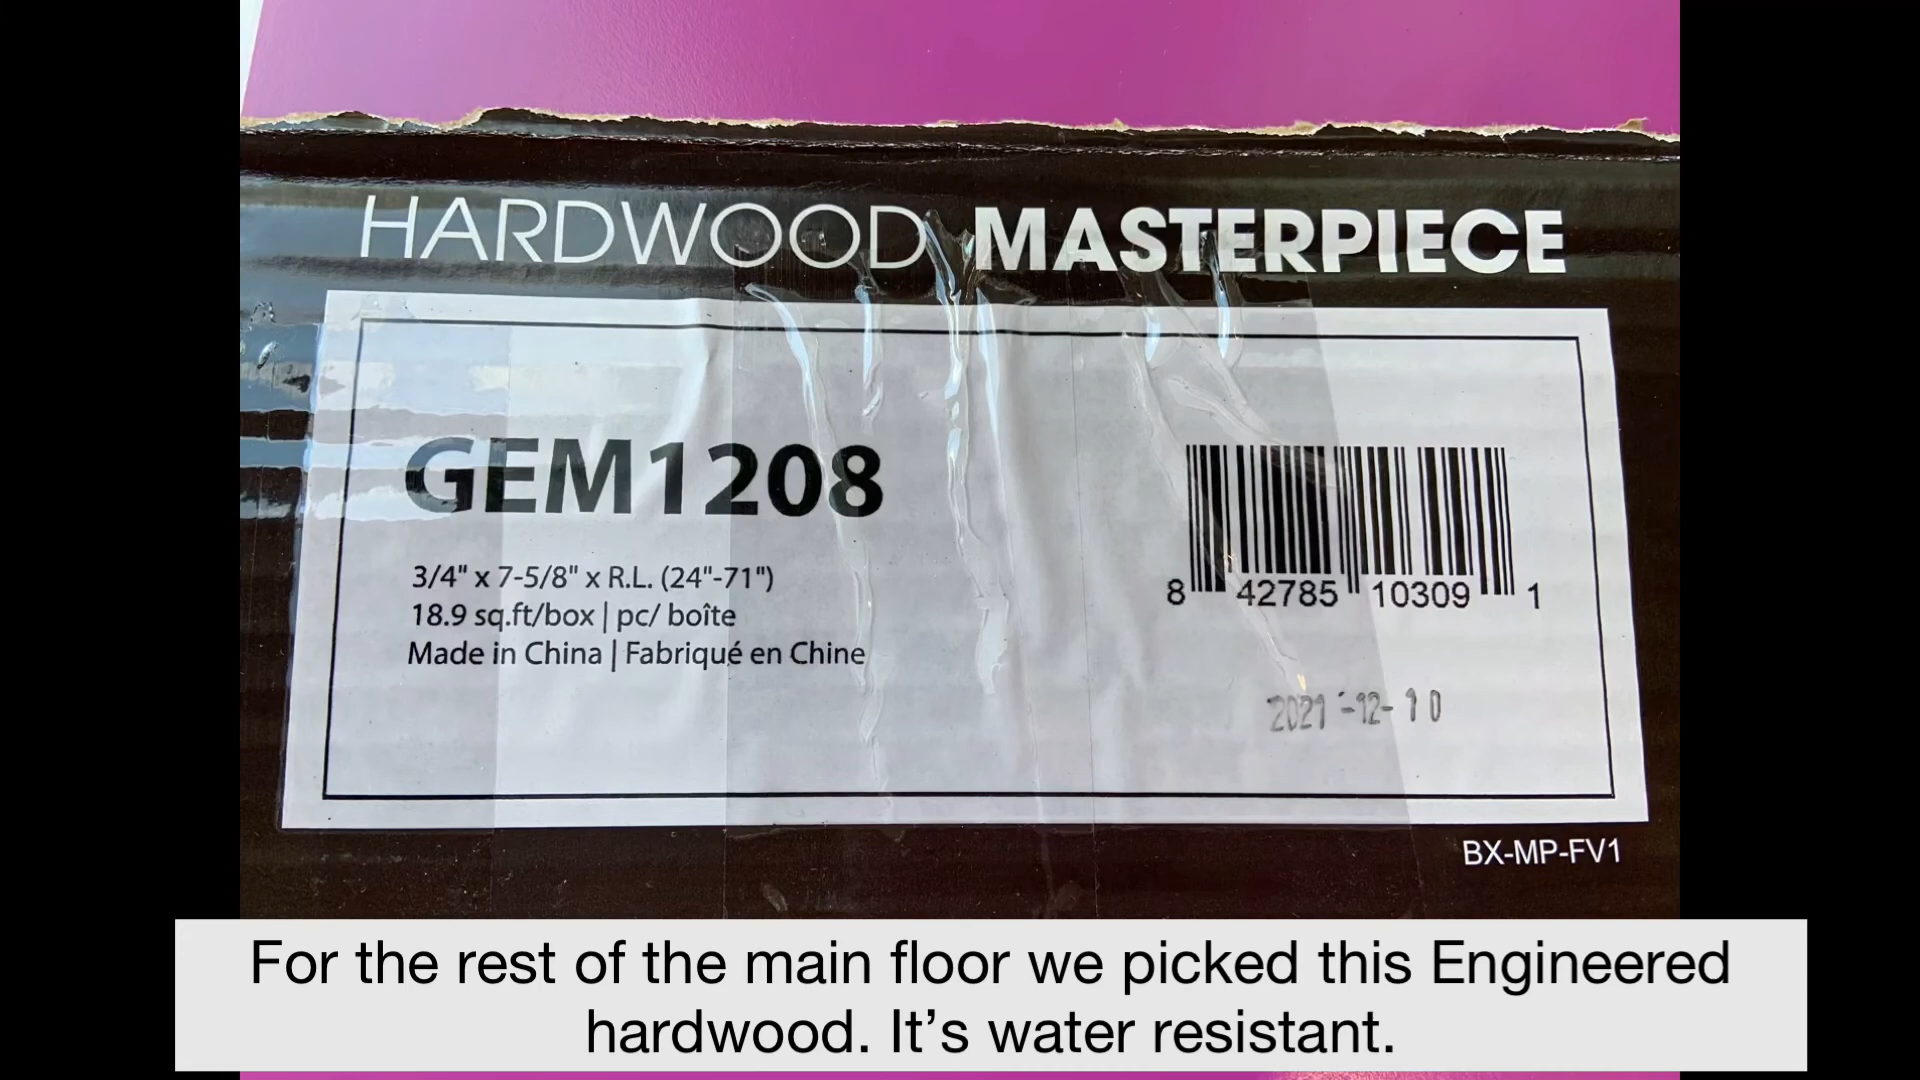 HARDWOOD MASTERPIECE
GEM1208
3/4" x 7-5/8" x R.L. (24"-71")
18.9 sq.ft/box | pc/ boîte
Made in China | Fabriqué en Chine
8 42785 10309 1
2021-12-10
BX-MP-FV1
For the rest of the main floor we picked this Engineered
hardwood. It’s water resistant.